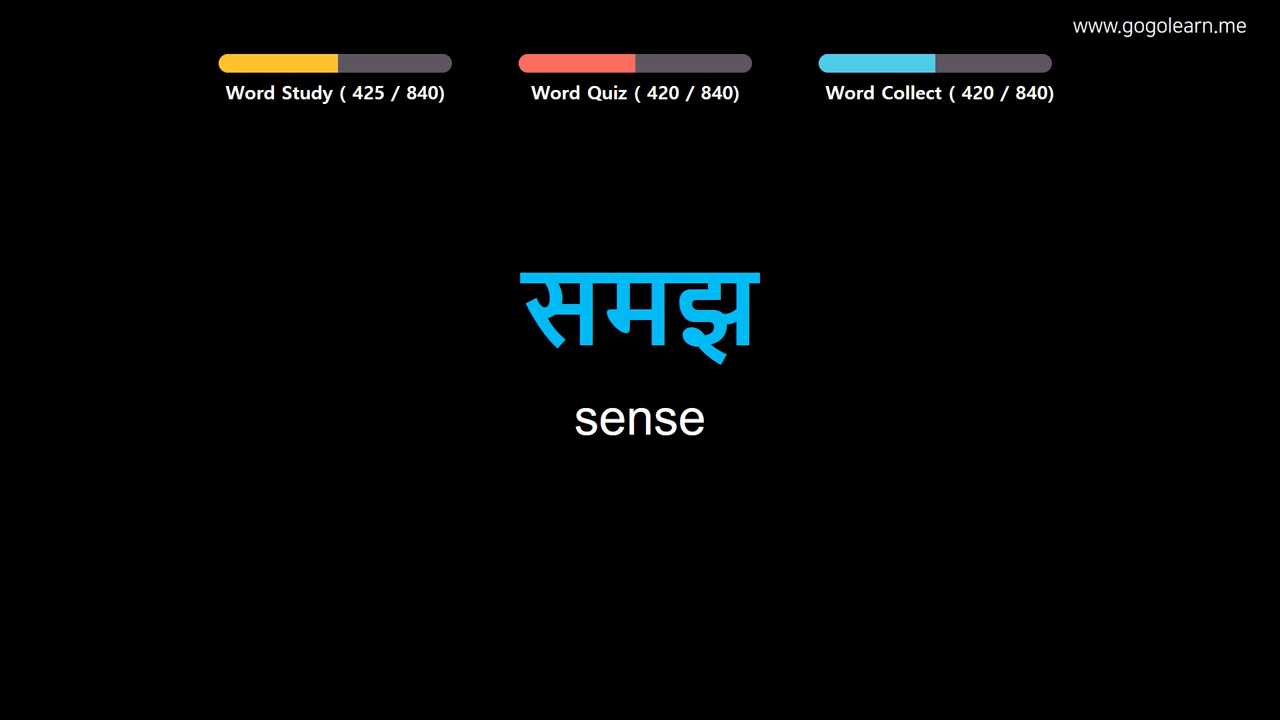 www.gogolearn.me
Word Study ( 425 / 840)
Word Quiz ( 420 / 840)
Word Collect ( 420 / 840)
समझ
sense